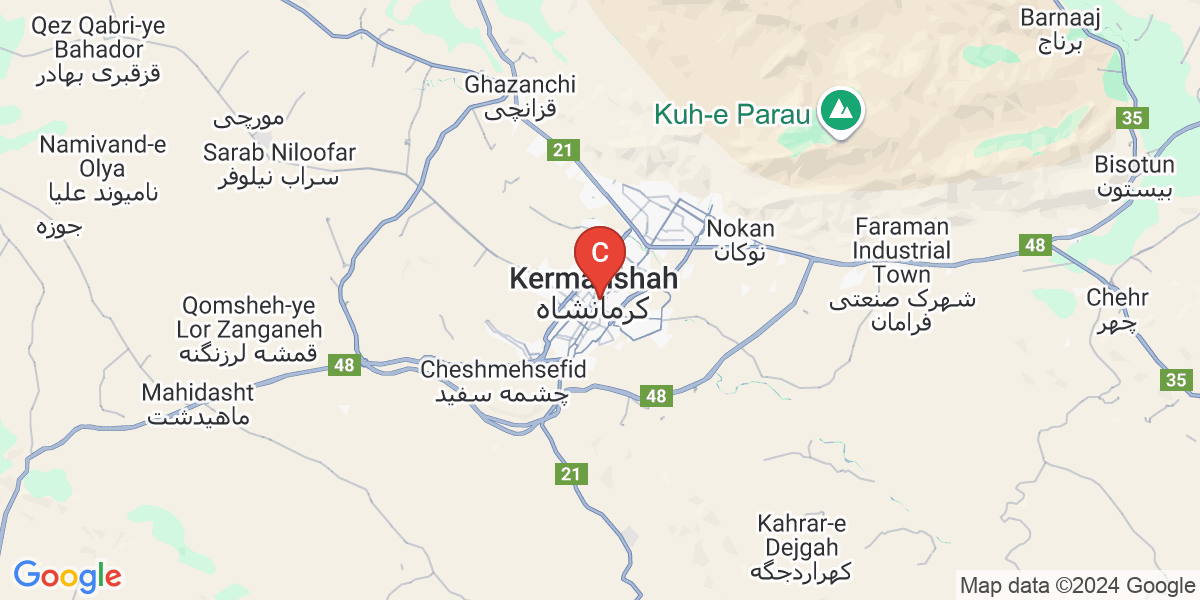 Qez Qabri-ye
Bahador
قزقبری بهادر
Barnaaj
برناج
Ghazanchi
قزانچی
Kuh-e Parau
35
مورچی
21
Namivand-e
Olya
نامیوند علیا
Sarab Niloofar
سراب نیلوفر
Bisotun
بیستون
جوزه
Nokan
نوکان
Faraman
Industrial
Town
شهرک صنعتی
فرامان
48
C
Kermanshah
کرمانشاه
Chehr
چهر
Qomsheh-ye
Lor Zanganeh
قمشه لرزنگنه
48
Cheshmehsefid
چشمه سفید
35
Mahidasht
ماهیدشت
48
21
Kahrar-e
Dejgah
کهراردجگه
Google
Map data ©2024 Google